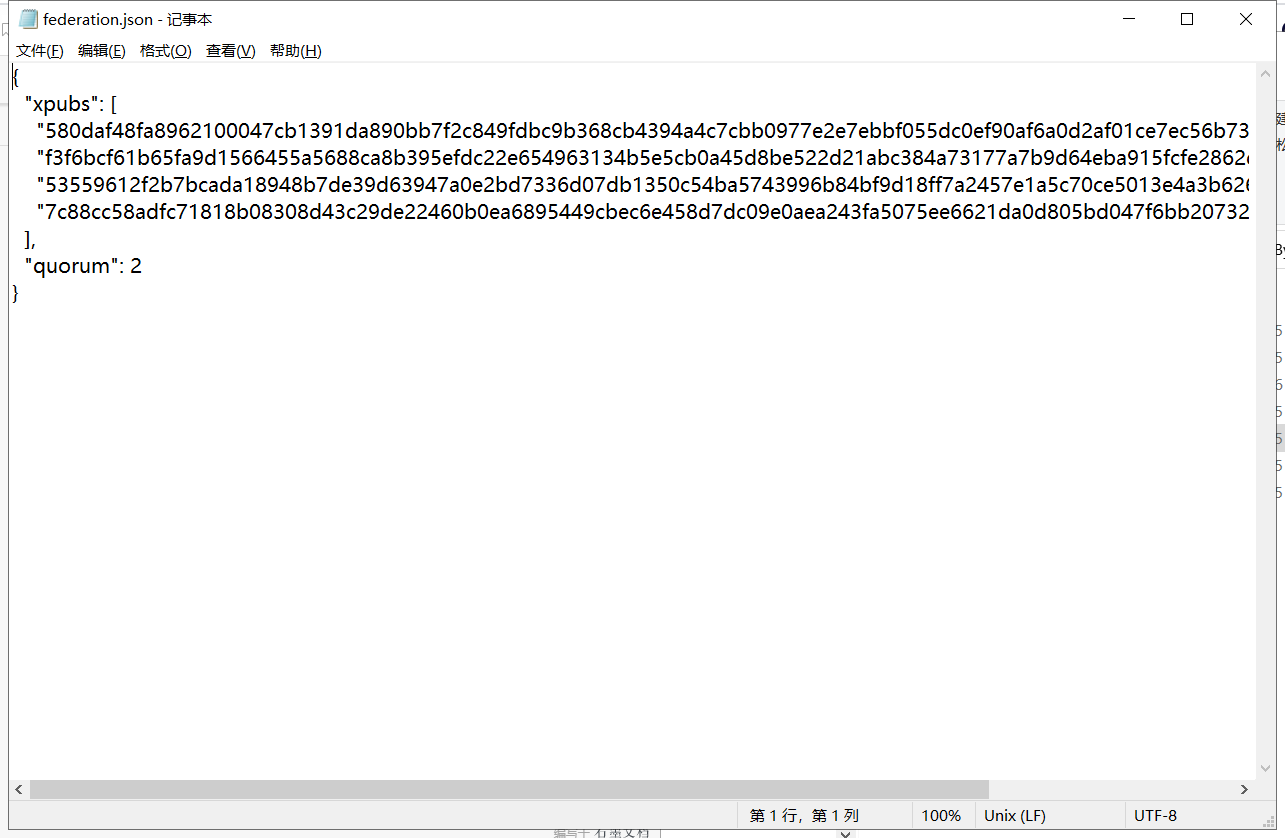 federation.json - 记事本
文件(F) 编辑(E) 格式(O) 查看(V) 帮助(H)
{
"xpubs": [
"580daf48fa8962100047cb1391da890bb7f2c849fdbc9b368cb4394a4c7cbb0977e2e7ebbf055dc0ef90af6a0d2af01ce7ec56b73
"f3f6bcf61b65fa9d1566455a5688ca8b395efdc22e654963134b5e5cb0a45d8be522d21abc384a73177a7b9d64eba915fcfe2862
"53559612f2b7bcada18948b7de39d63947a0e2bd7336d07db1350c54ba5743996b84bf9d18ff7a2457e1a5c70ce5013e4a3b62
"7c88cc58adfc71818b08308d43c29de22460b0ea6895449cbec6e458d7dc09e0aea243fa5075ee6621da0d805bd047f6bb20732
],
"quorum": 2
}
第 1 行，第 1 列 100% Unix (LF) UTF-8